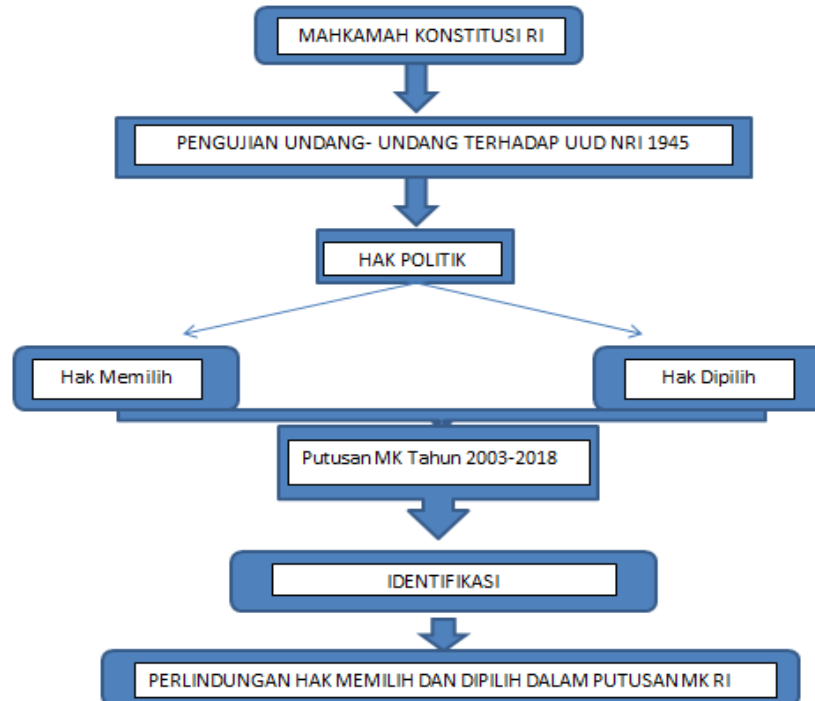 MAHKAMAH KONSTITUSI RI
PENGUJIAN UNDANG- UNDANG TERHADAP UUD NRI 1945
HAK POLITIK
Hak Memilih
Hak Dipilih
Putusan MK Tahun 2003-2018
IDENTIFIKASI
PERLINDUNGAN HAK MEMILIH DAN DIPILIH DALAM PUTUSAN MK RI